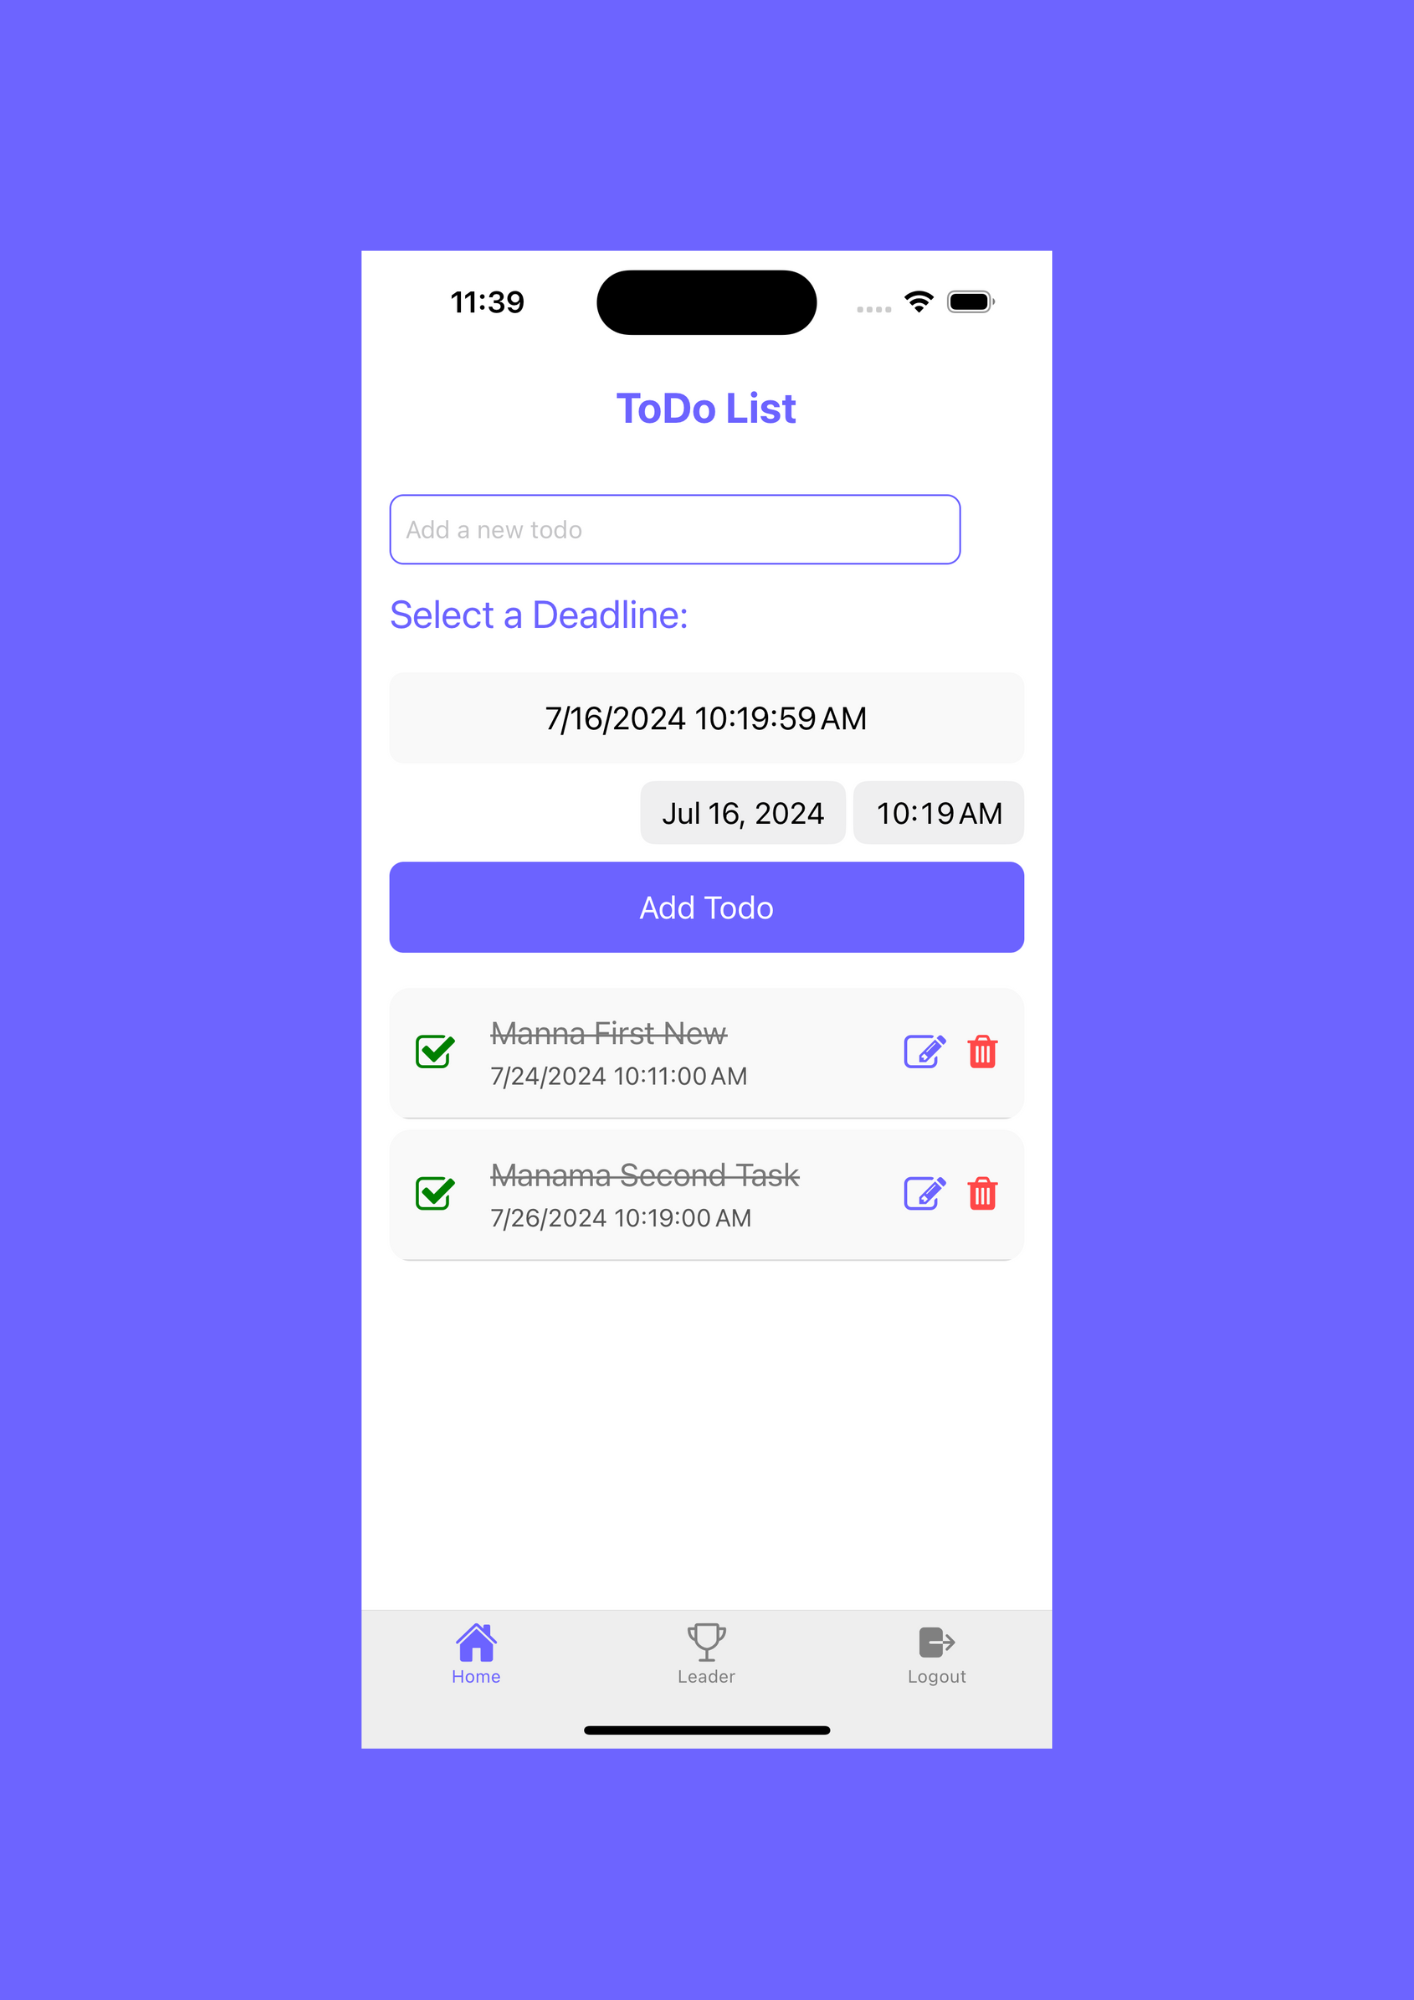 11:39
ToDo List
Add a new todo
Select a Deadline:
7/16/2024 10:19:59 AM
Jul 16, 2024 10:19 AM
Add Todo
Manna First New
7/24/2024 10:11:00 AM
Manama Second Task
7/26/2024 10:19:00 AM
Home Leader Logout